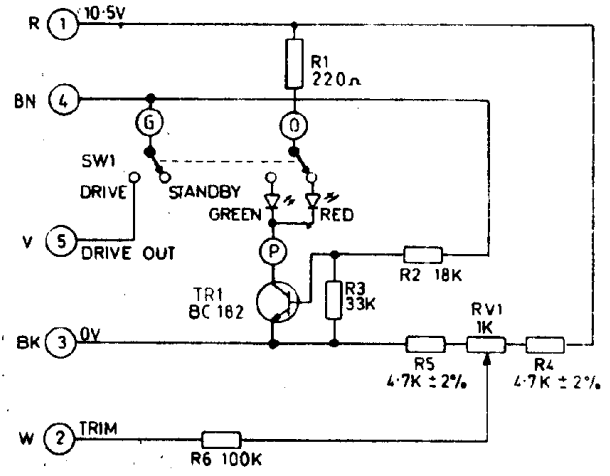 R 1 10·5V
R1
220Ω
BN 4
G O
SW1
DRIVE STANDBY
GREEN RED
V 5 DRIVE OUT
P
R2 18K
TR1
BC 182
R3
33K
RV1
1K
BK 3 0V
R5 R4
4·7K ±2% 4·7K ±2%
W 2 TRIM
R6 100K